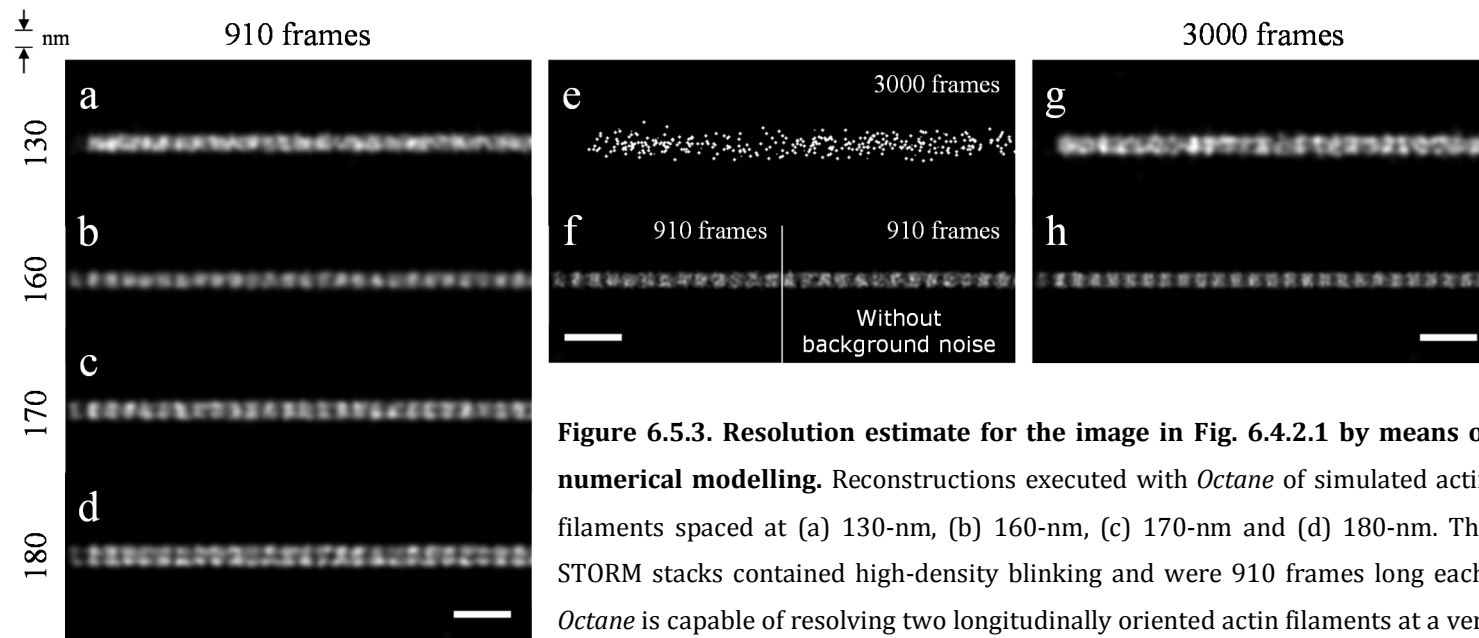 nm
910 frames
3000 frames
a
130
b
160
c
170
d
180
e
3000 frames
f
910 frames
910 frames
Without
background noise
g
h
Figure 6.5.3. Resolution estimate for the image in Fig. 6.4.2.1 by means o
numerical modelling. Reconstructions executed with Octane of simulated actin
filaments spaced at (a) 130-nm, (b) 160-nm, (c) 170-nm and (d) 180-nm. Th
STORM stacks contained high-density blinking and were 910 frames long each
Octane is capable of resolving two longitudinally oriented actin filaments at a ver